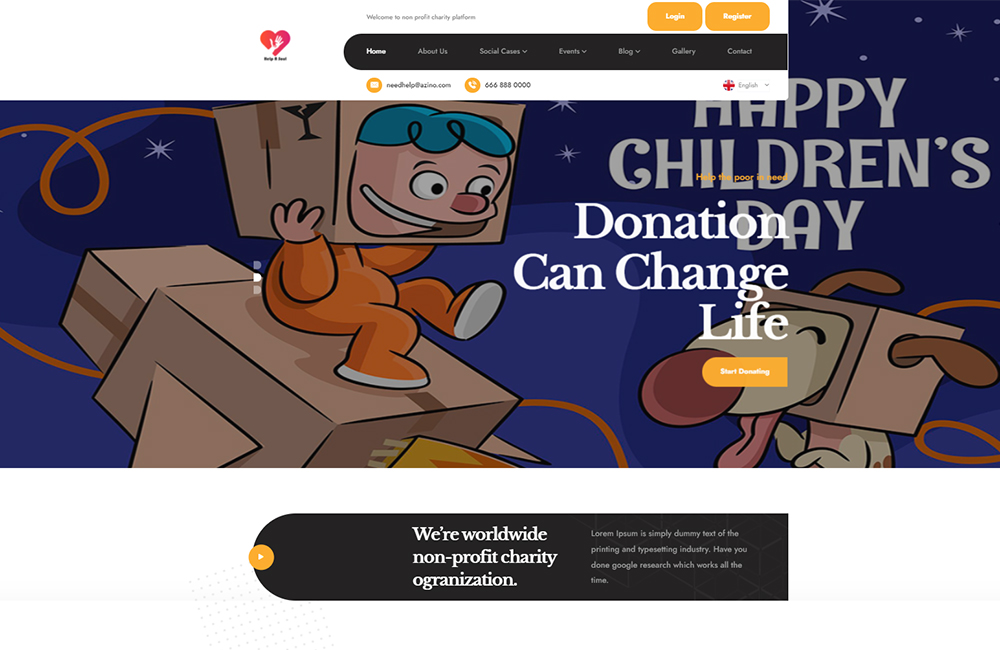 Welcome to non profit charity platform
Login
Register
Help & Seat
Home
About Us
Social Cases
Events
Blog
Gallery
Contact
needhelp@azino.com
666 888 0000
English
HAPPY
CHILDREN'S
DAY
Help the poor in need
Donation
Can Change
Life
Start Donating
We're worldwide
non-profit charity
ogranization.
Lorem Ipsum is simply dummy text of the
printing and typesetting industry. Have you
done google research which works all the
time.